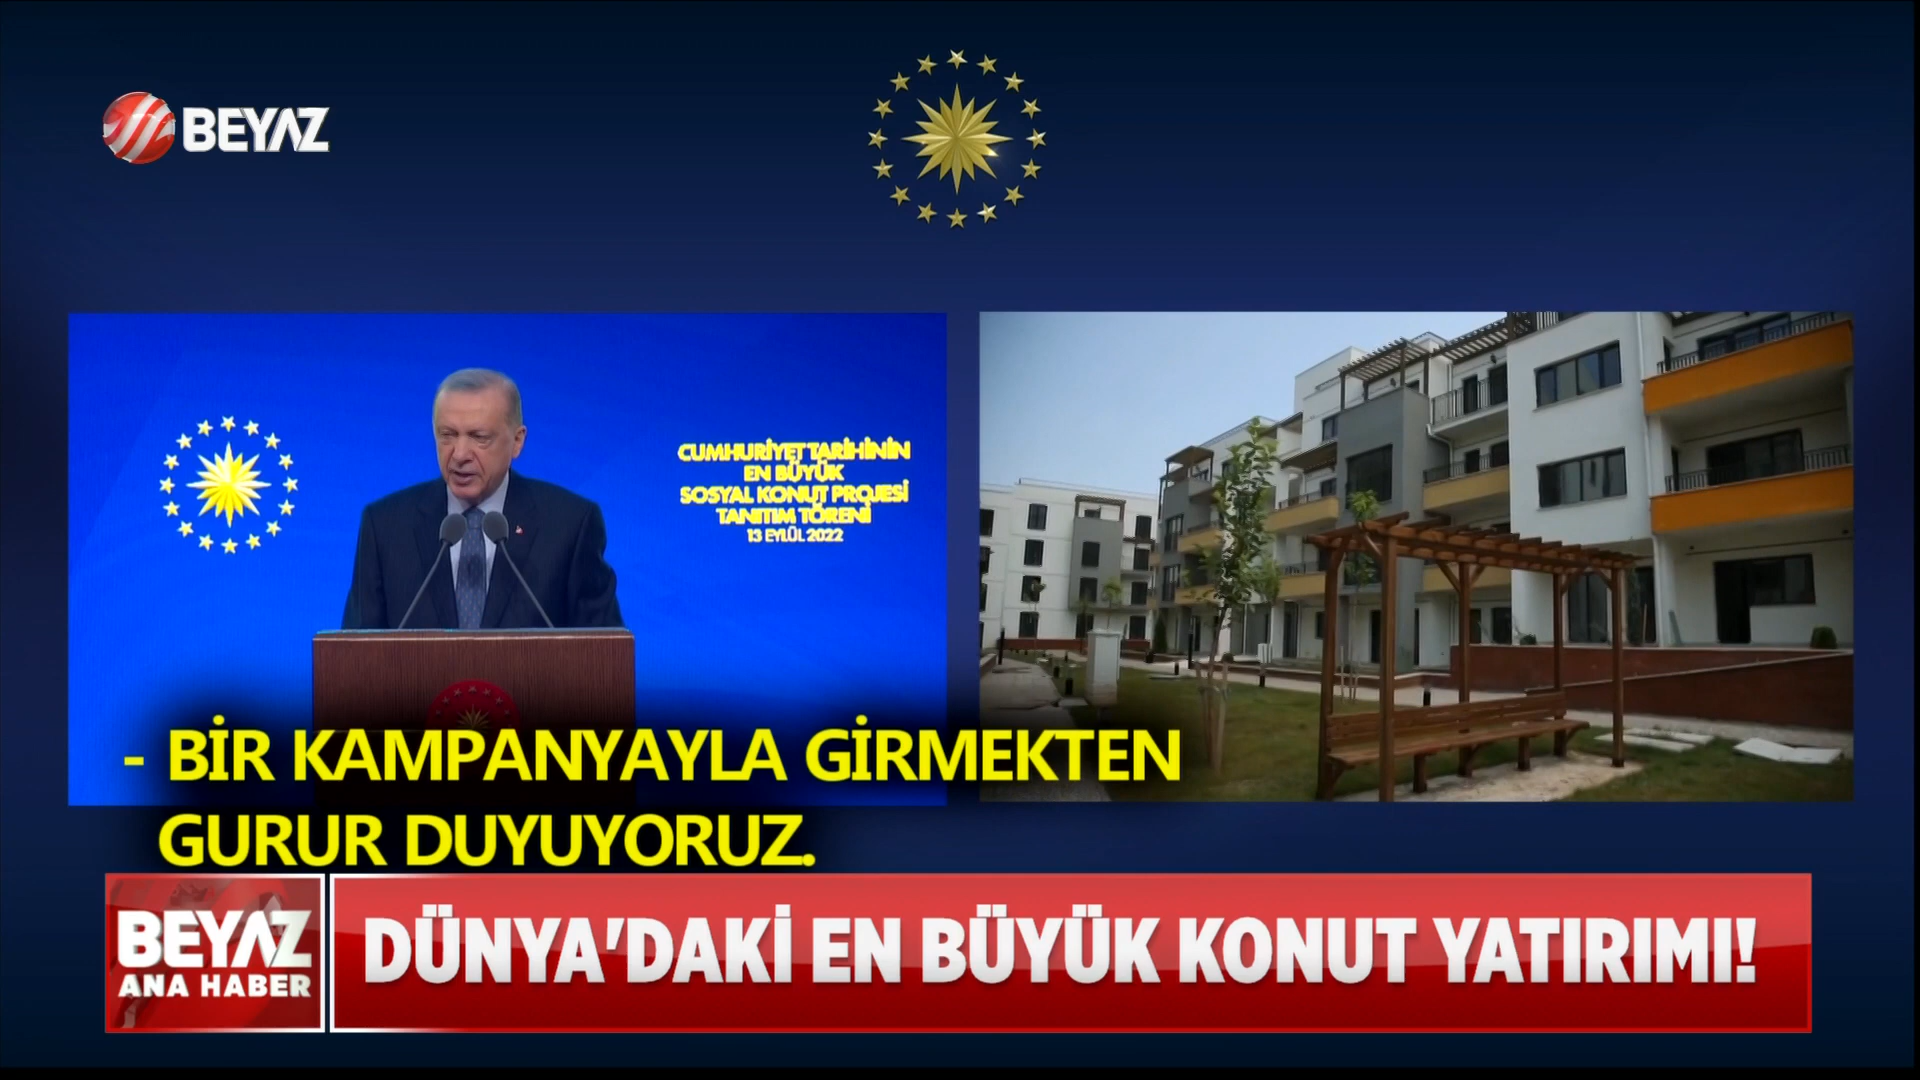 BEYAZ
CUMHURİYET TARİHİNİN
EN BÜYÜK
SOSYAL KONUT PROJESİ
TANITIM TÖRENİ
13 EYLÜL 2022
- BİR KAMPANYAYLA GİRMEKTEN
GURUR DUYUYORUZ.
BEYAZ
ANA HABER
DÜNYA'DAKİ EN BÜYÜK KONUT YATIRIMI!